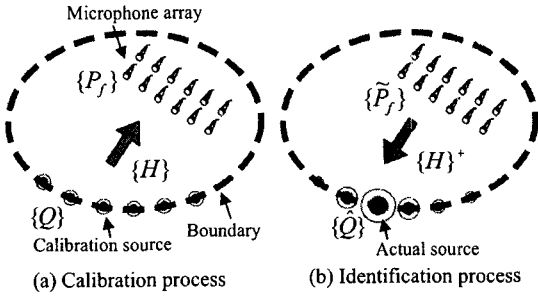 Microphone array
{P_f}
{H}
{Q}
Calibration source
Boundary
(a) Calibration process
{P̃_f}
{H}⁺
{Q̂}
Actual source
(b) Identification process